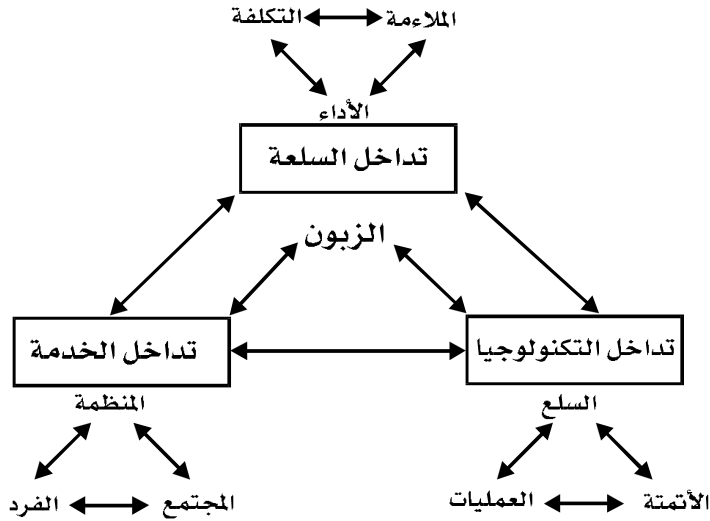 الملاءمة
التكلفة
الأداء
تداخل السلعة
الزبون
تداخل التكنولوجيا
تداخل الخدمة
السلع
المنظمة
الأتمتة
العمليات
المجتمع
الفرد